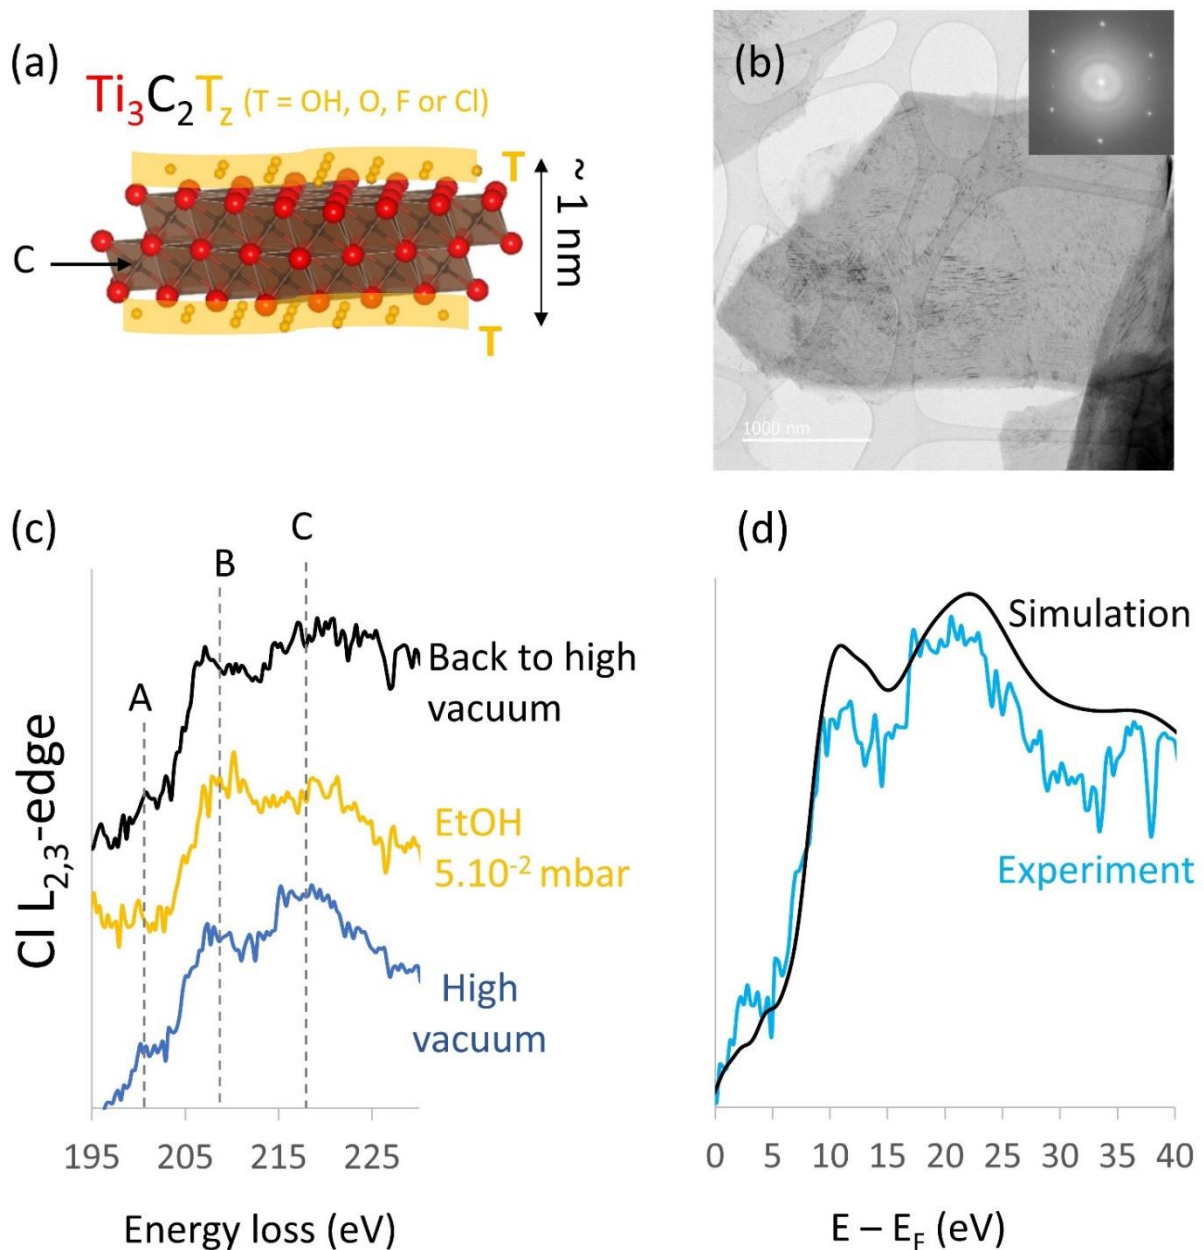 (a)
Ti₃C₂T_z (T = OH, O, F or Cl)
T
C
T
~ 1 nm
(b)
1000 nm
(c)
C
B
A
Back to high
vacuum
EtOH
5.10⁻² mbar
High
vacuum
Cl L₂,₃-edge
195 205 215 225
Energy loss (eV)
(d)
Simulation
Experiment
0 5 10 15 20 25 30 35 40
E – E_F (eV)